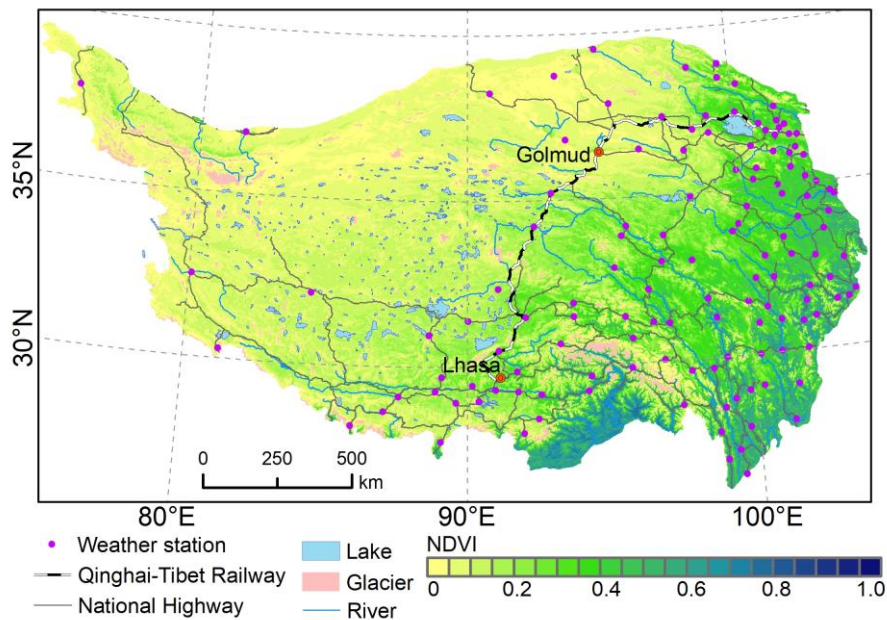 35°N
30°N
Golmud
Lhasa
0 250 500
km
80°E 90°E 100°E
Weather station
Qinghai-Tibet Railway
National Highway
Lake
Glacier
River
NDVI
0 0.2 0.4 0.6 0.8 1.0